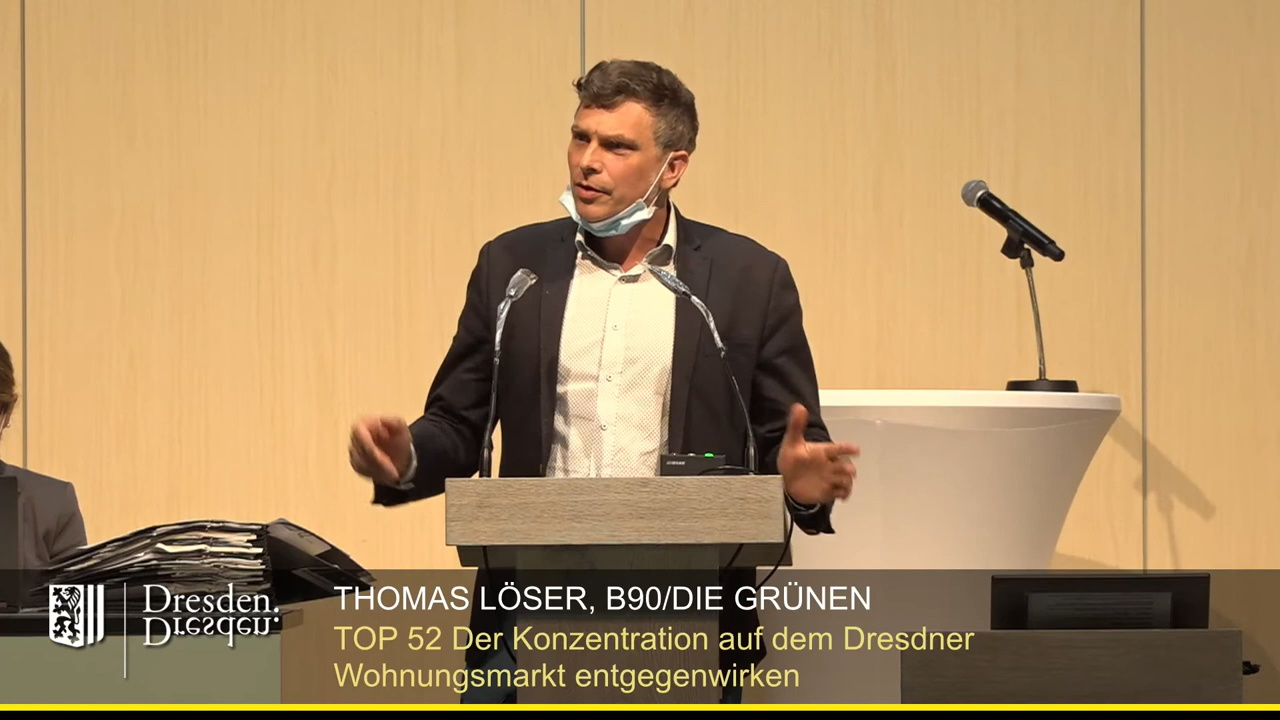 Dresden.
THOMAS LÖSER, B90/DIE GRÜNEN
TOP 52 Der Konzentration auf dem Dresdner
Wohnungsmarkt entgegenwirken